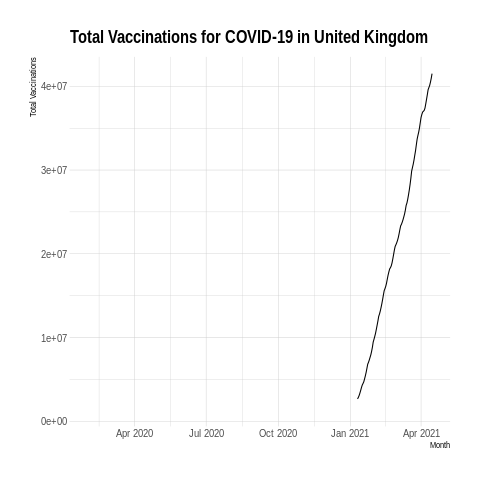 Total Vaccinations for COVID-19 in United Kingdom
Total Vaccinations
4e+07
3e+07
2e+07
1e+07
0e+00
Apr 2020 Jul 2020 Oct 2020 Jan 2021 Apr 2021
Month